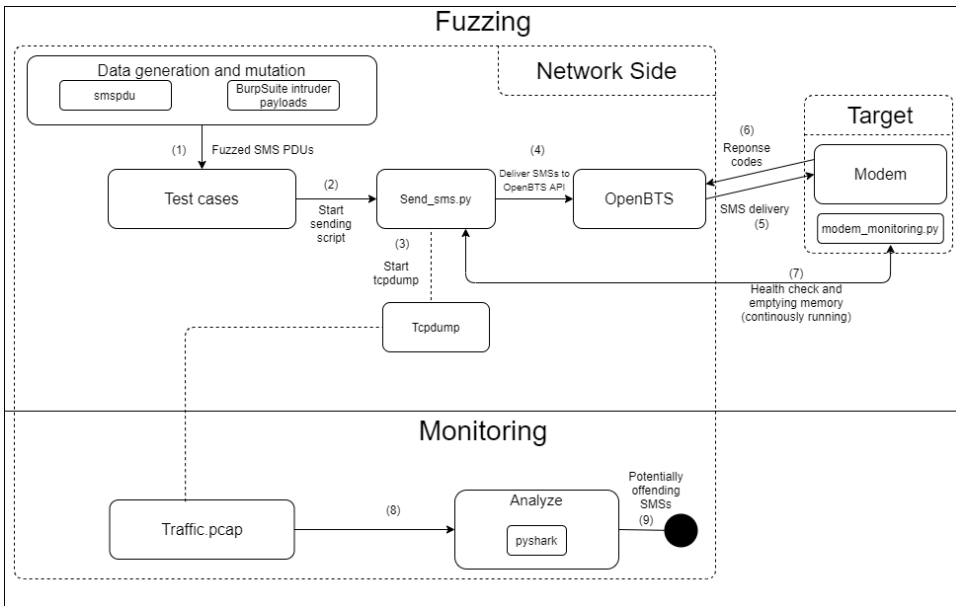 Fuzzing
Network Side
Data generation and mutation
smspdu
BurpSuite intruder
payloads
(1)
Fuzzed SMS PDUs
Test cases
(2)
Start
sending
script
Send_sms.py
(3)
Start
tcpdump
(4)
Deliver SMSs to
OpenBTS API
OpenBTS
(6)
Reponse
codes
SMS delivery
(5)
Target
Modem
modem_monitoring.py
(7)
Health check and
emptying memory
(continously running)
Tcpdump
Monitoring
Traffic.pcap
(8)
Analyze
pyshark
Potentially
offending
SMSs
(9)